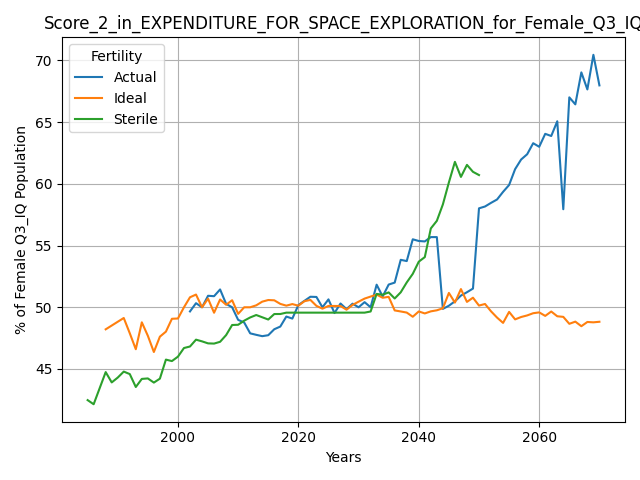 Score_2_in_EXPENDITURE_FOR_SPACE_EXPLORATION_for_Female_Q3_IQ
Fertility
Actual
Ideal
Sterile
% of Female Q3_IQ Population
70
65
60
55
50
45
2000
2020
2040
2060
Years